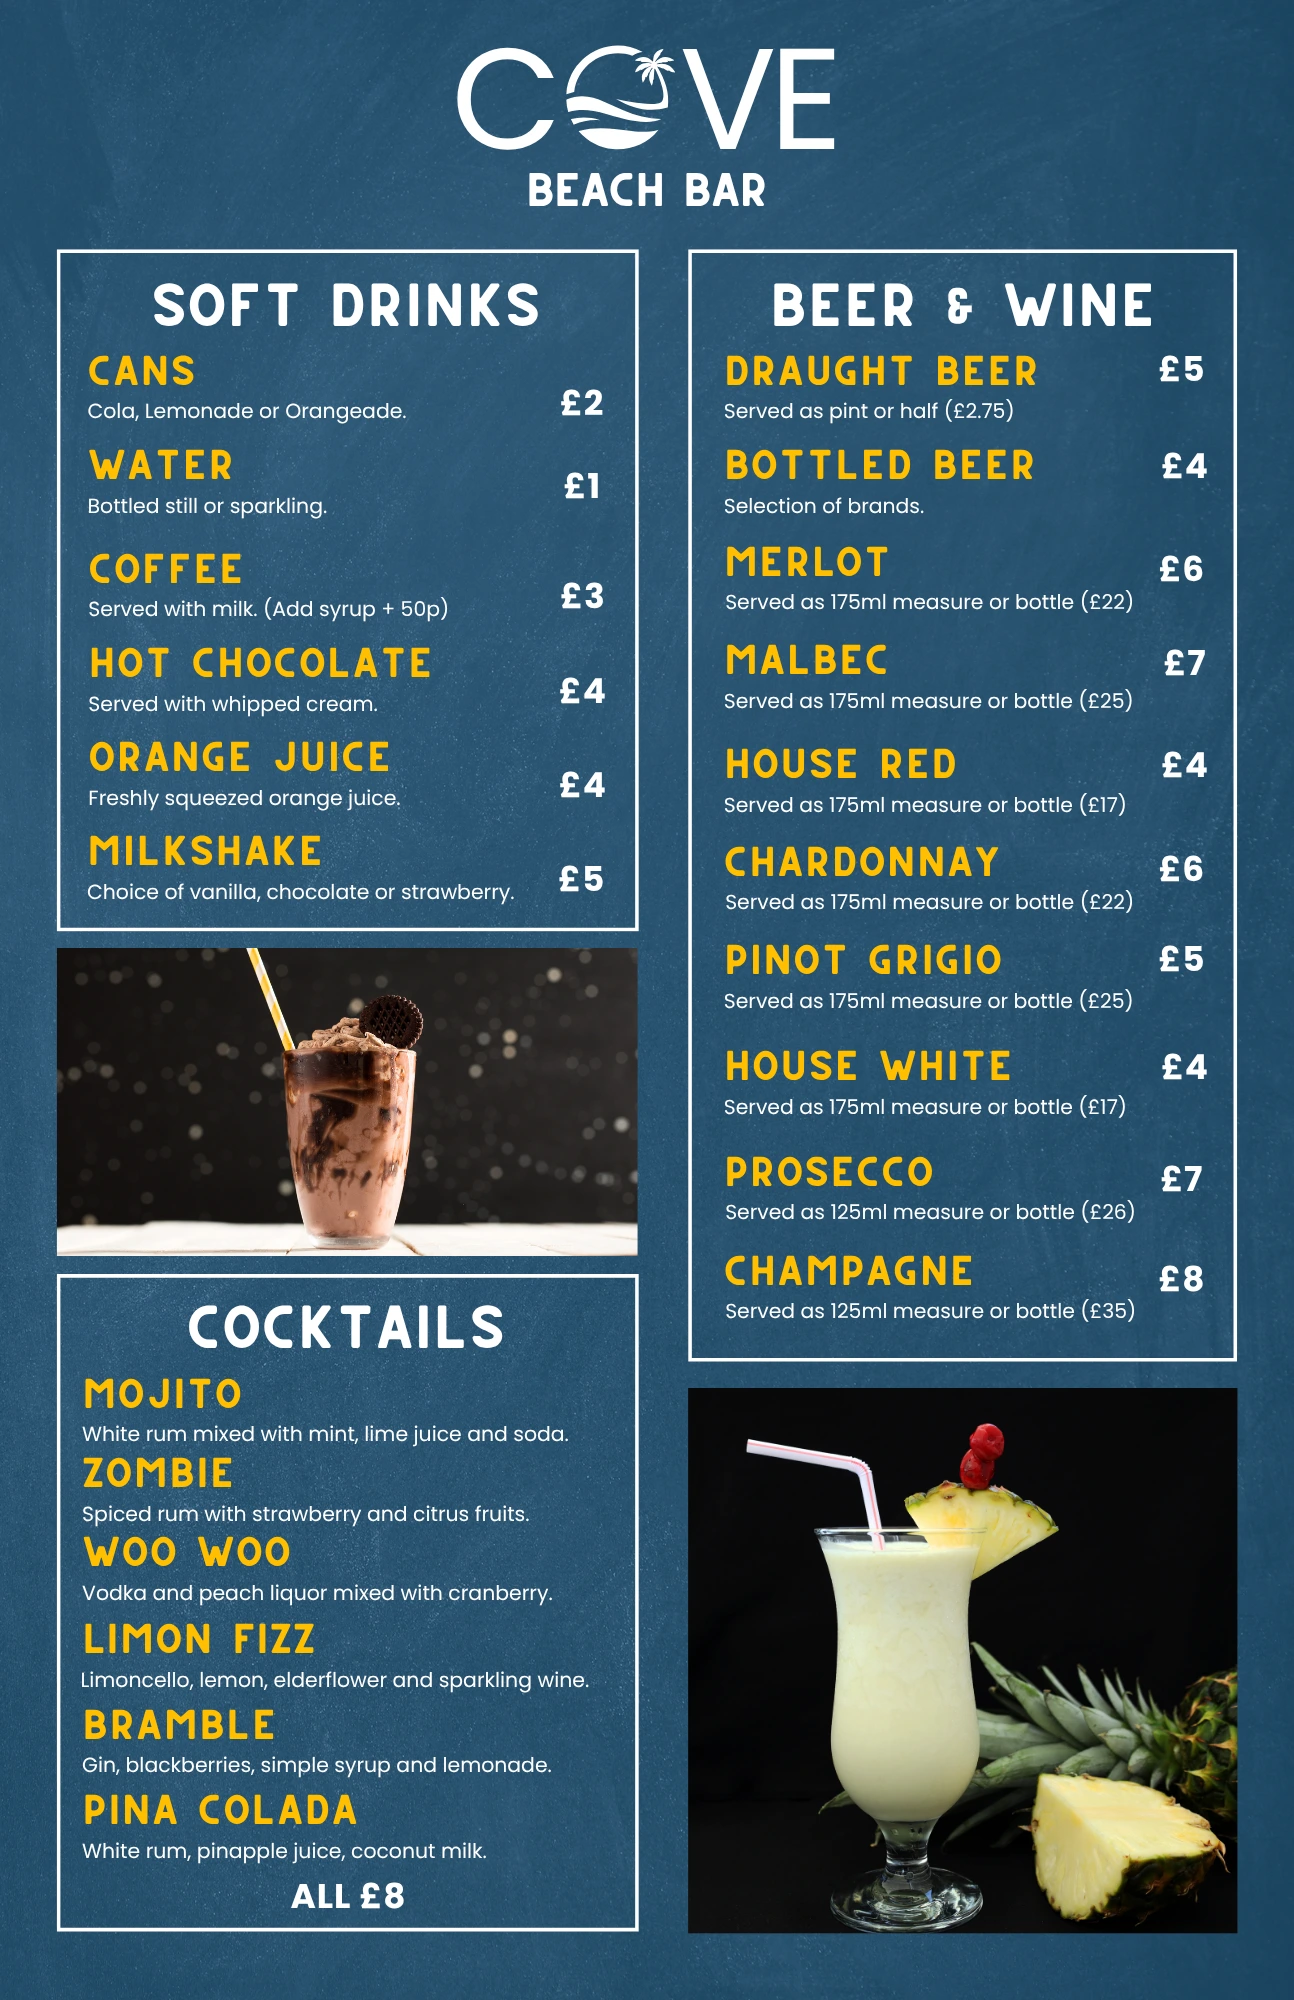 COVE
BEACH BAR
SOFT DRINKS
CANS
Cola, Lemonade or Orangeade.
£2
WATER
Bottled still or sparkling.
£1
COFFEE
Served with milk. (Add syrup + 50p)
£3
HOT CHOCOLATE
Served with whipped cream.
£4
ORANGE JUICE
Freshly squeezed orange juice.
£4
MILKSHAKE
Choice of vanilla, chocolate or strawberry.
£5
COCKTAILS
MOJITO
White rum mixed with mint, lime juice and soda.
ZOMBIE
Spiced rum with strawberry and citrus fruits.
WOO WOO
Vodka and peach liquor mixed with cranberry.
LIMON FIZZ
Limoncello, lemon, elderflower and sparkling wine.
BRAMBLE
Gin, blackberries, simple syrup and lemonade.
PINA COLADA
White rum, pinapple juice, coconut milk.
ALL £8
BEER & WINE
DRAUGHT BEER £5
Served as pint or half (£2.75)
BOTTLED BEER £4
Selection of brands.
MERLOT £6
Served as 175ml measure or bottle (£22)
MALBEC £7
Served as 175ml measure or bottle (£25)
HOUSE RED £4
Served as 175ml measure or bottle (£17)
CHARDONNAY £6
Served as 175ml measure or bottle (£22)
PINOT GRIGIO £5
Served as 175ml measure or bottle (£25)
HOUSE WHITE £4
Served as 175ml measure or bottle (£17)
PROSECCO £7
Served as 125ml measure or bottle (£26)
CHAMPAGNE £8
Served as 125ml measure or bottle (£35)